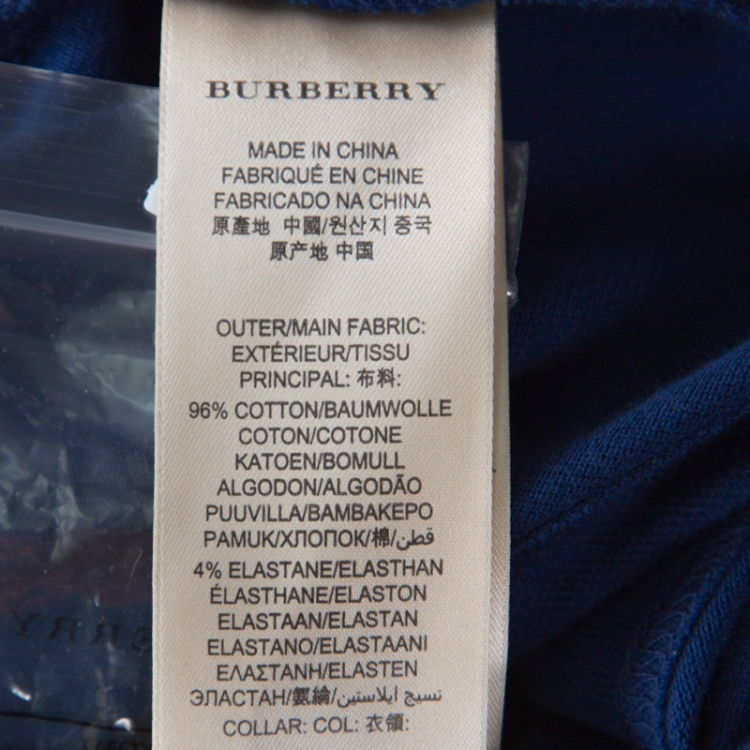 BURBERRY
MADE IN CHINA
FABRIQUÉ EN CHINE
FABRICADO NA CHINA
原產地 中國/원산지 중국
原产地 中国
OUTER/MAIN FABRIC:
EXTÉRIEUR/TISSU
PRINCIPAL: 布料:
96% COTTON/BAUMWOLLE
COTON/COTONE
KATOEN/BOMULL
ALGODON/ALGODÃO
PUUVILLA/ΒΑΜΒΑΚΕΡΟ
PAMUK/ХЛОПОК/棉/قطن
4% ELASTANE/ELASTHAN
ÉLASTHANE/ELASTON
ELASTAAN/ELASTAN
ELASTANO/ELASTAANI
ΕΛΑΣΤΑΝΗ/ELASTEN
ЭЛАСТАН/氨綸/نسيج ايلاستين
COLLAR: COL: 衣領: